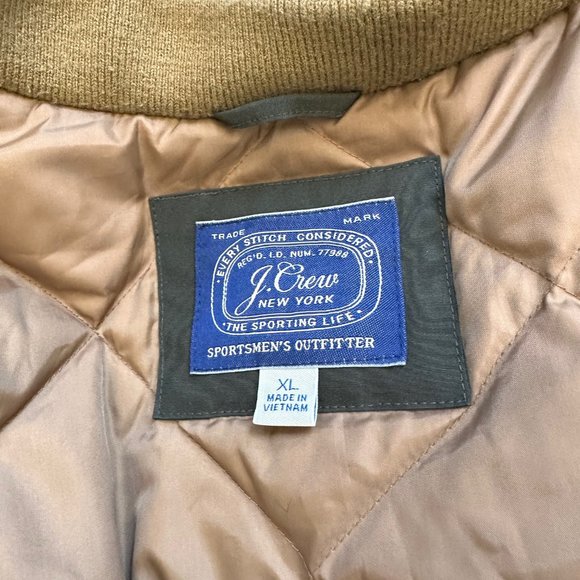 TRADE MARK
· EVERY STITCH CONSIDERED ·
REG'D. I.D. NUM. 77988
J.Crew
NEW YORK
· THE SPORTING LIFE ·
SPORTSMEN'S OUTFITTER
XL
MADE IN
VIETNAM